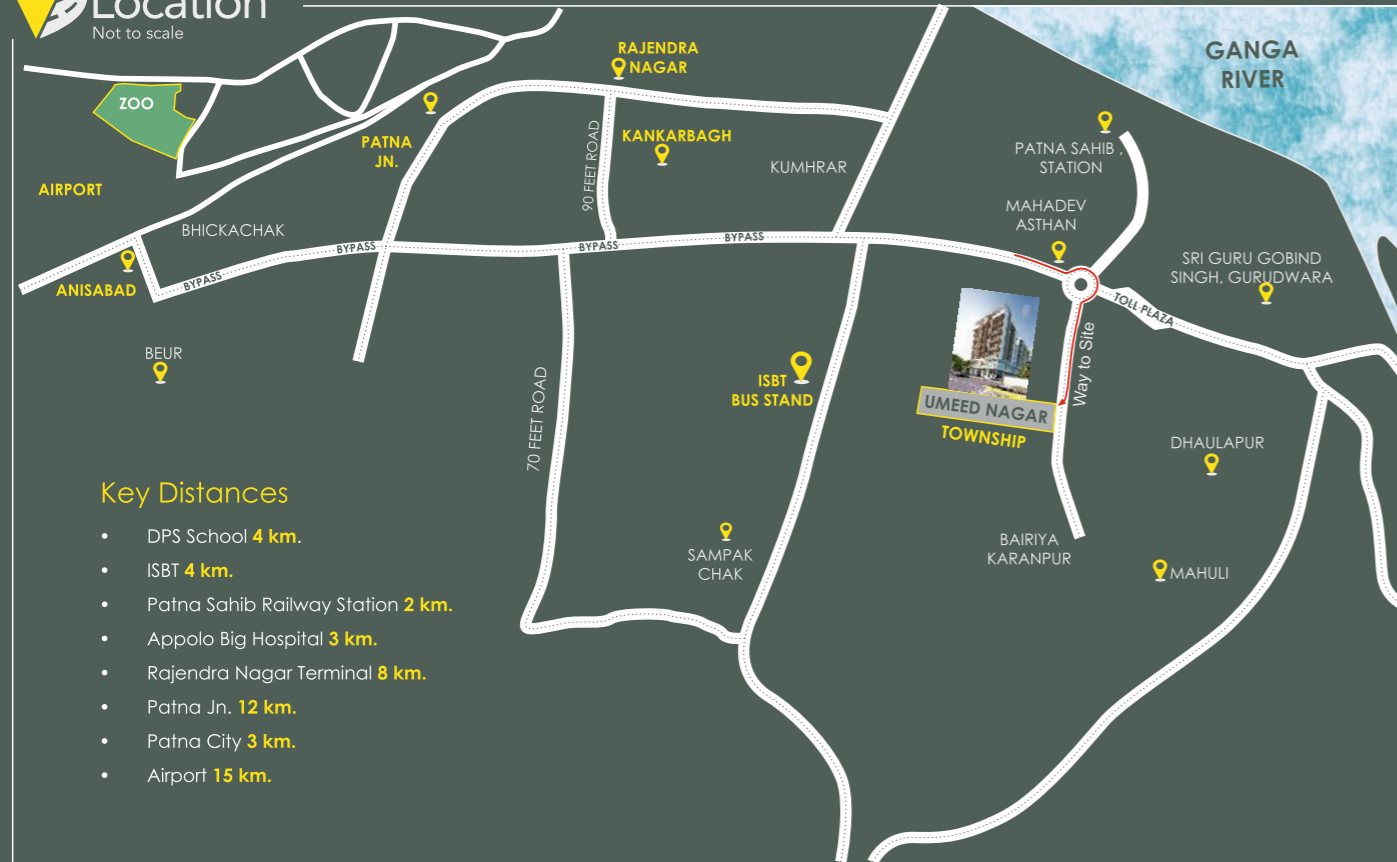 Location
Not to scale
RAJENDRA
NAGAR
GANGA
RIVER
ZOO
PATNA
JN.
KANKARBAGH
90 FEET ROAD
KUMHRAR
PATNA SAHIB ,
STATION
AIRPORT
MAHADEV
ASTHAN
BHICKACHAK
BYPASS
BYPASS
BYPASS
BYPASS
SRI GURU GOBIND
SINGH, GURUDWARA
ANISABAD
TOLL PLAZA
BEUR
Way to Site
ISBT
BUS STAND
UMEED NAGAR
TOWNSHIP
70 FEET ROAD
DHAULAPUR
Key Distances
• DPS School 4 km.
• ISBT 4 km.
• Patna Sahib Railway Station 2 km.
• Appolo Big Hospital 3 km.
• Rajendra Nagar Terminal 8 km.
• Patna Jn. 12 km.
• Patna City 3 km.
• Airport 15 km.
SAMPAK
CHAK
BAIRIYA
KARANPUR
MAHULI